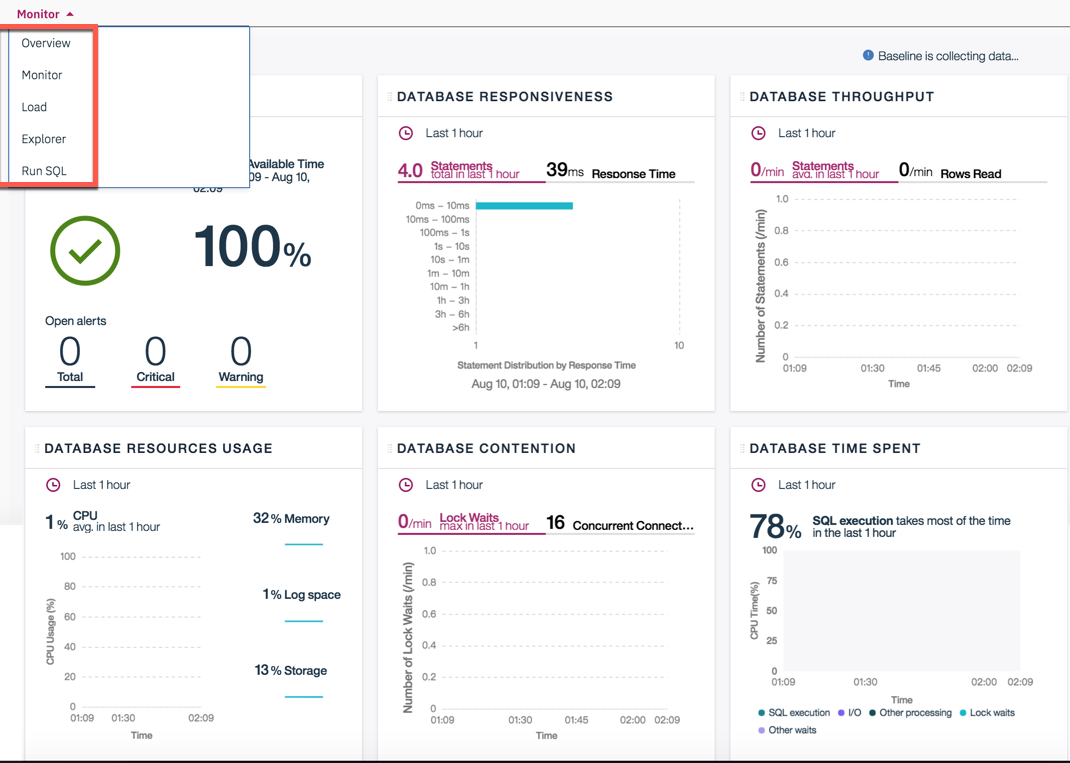 Monitor
Overview
Monitor
Load
Explorer
Run SQL
Baseline is collecting data...
Available Time
09 - Aug 10,
02:09
100%
Open alerts
0
Total
0
Critical
0
Warning
DATABASE RESPONSIVENESS
Last 1 hour
4.0 Statements
total in last 1 hour
39ms Response Time
0ms – 10ms
10ms – 100ms
100ms – 1s
1s – 10s
10s – 1m
1m – 10m
10m – 1h
1h – 3h
3h – 6h
>6h
1 10
Statement Distribution by Response Time
Aug 10, 01:09 - Aug 10, 02:09
DATABASE THROUGHPUT
Last 1 hour
0/min Statements
avg. in last 1 hour
0/min Rows Read
Number of Statements (/min)
1.0
0.8
0.6
0.4
0.2
0
01:09 01:30 01:45 02:00 02:09
Time
DATABASE RESOURCES USAGE
Last 1 hour
1% CPU
avg. in last 1 hour
32% Memory
1% Log space
13% Storage
CPU Usage (%)
100
80
60
40
20
0
01:09 01:30 02:09
Time
DATABASE CONTENTION
Last 1 hour
0/min Lock Waits
max in last 1 hour
16 Concurrent Connect...
Number of Lock Waits (/min)
1.0
0.8
0.6
0.4
0.2
0
01:09 01:30 01:45 02:00 02:09
Time
DATABASE TIME SPENT
Last 1 hour
78% SQL execution takes most of the time
in the last 1 hour
CPU Time(%)
100
75
50
25
0
01:09 01:30 02:00 02:09
Time
SQL execution I/O Other processing Lock waits
Other waits